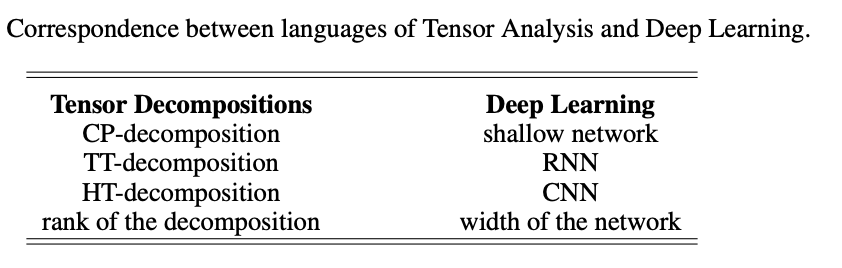 Correspondence between languages of Tensor Analysis and Deep Learning.
Tensor Decompositions Deep Learning
CP-decomposition shallow network
TT-decomposition RNN
HT-decomposition CNN
rank of the decomposition width of the network